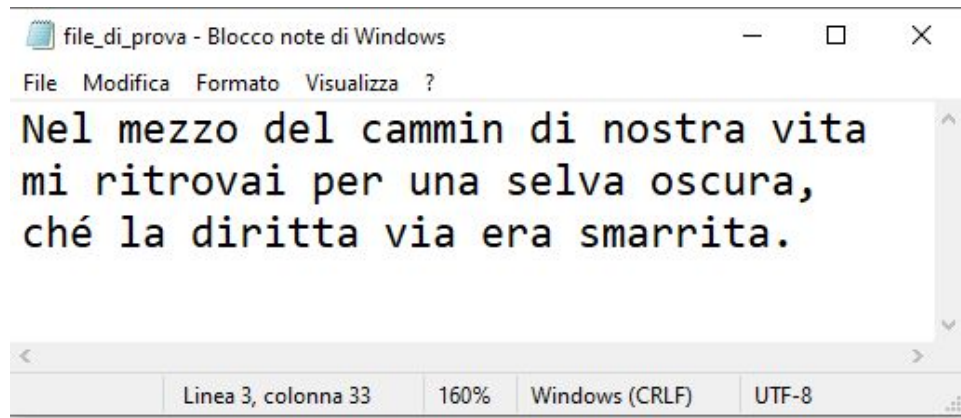 file_di_prova - Blocco note di Windows
File Modifica Formato Visualizza ?
Nel mezzo del cammin di nostra vita
mi ritrovai per una selva oscura,
ché la diritta via era smarrita.
Linea 3, colonna 33 160% Windows (CRLF) UTF-8